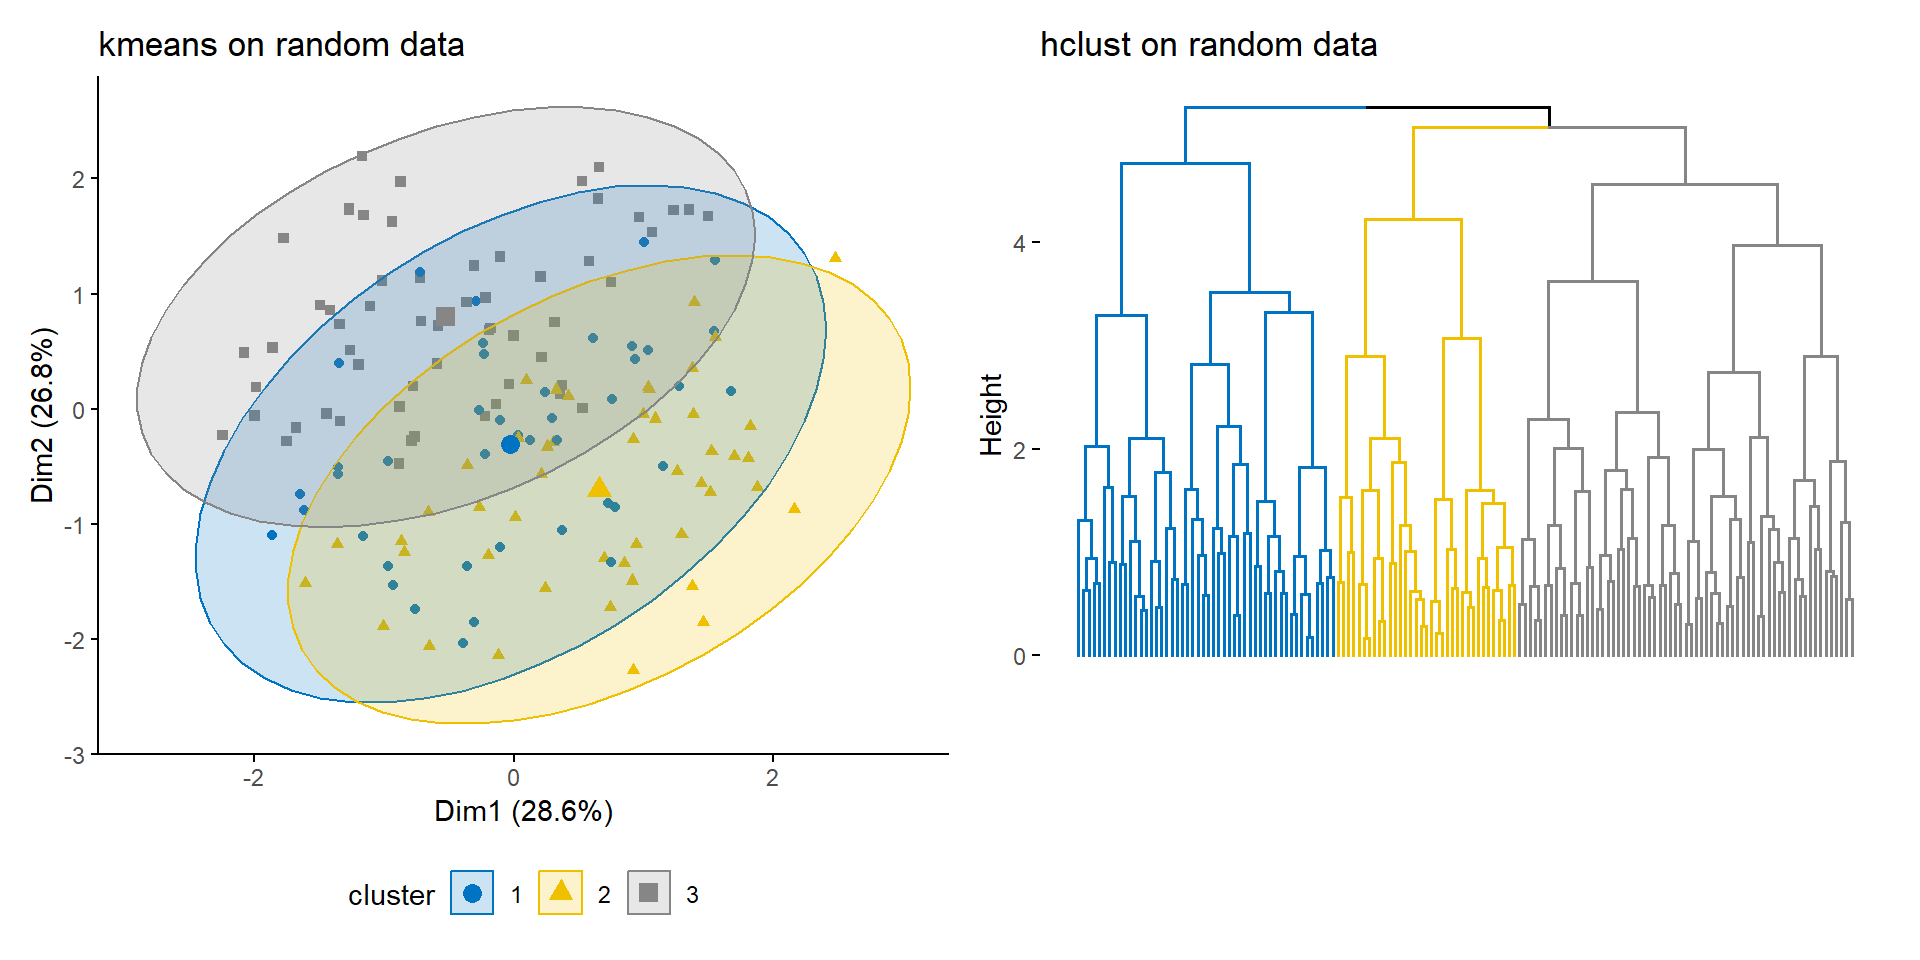 kmeans on random data
2
1
0
-1
-2
-3
Dim2 (26.8%)
-2 0 2
Dim1 (28.6%)
cluster 1 2 3
hclust on random data
4
2
0
Height